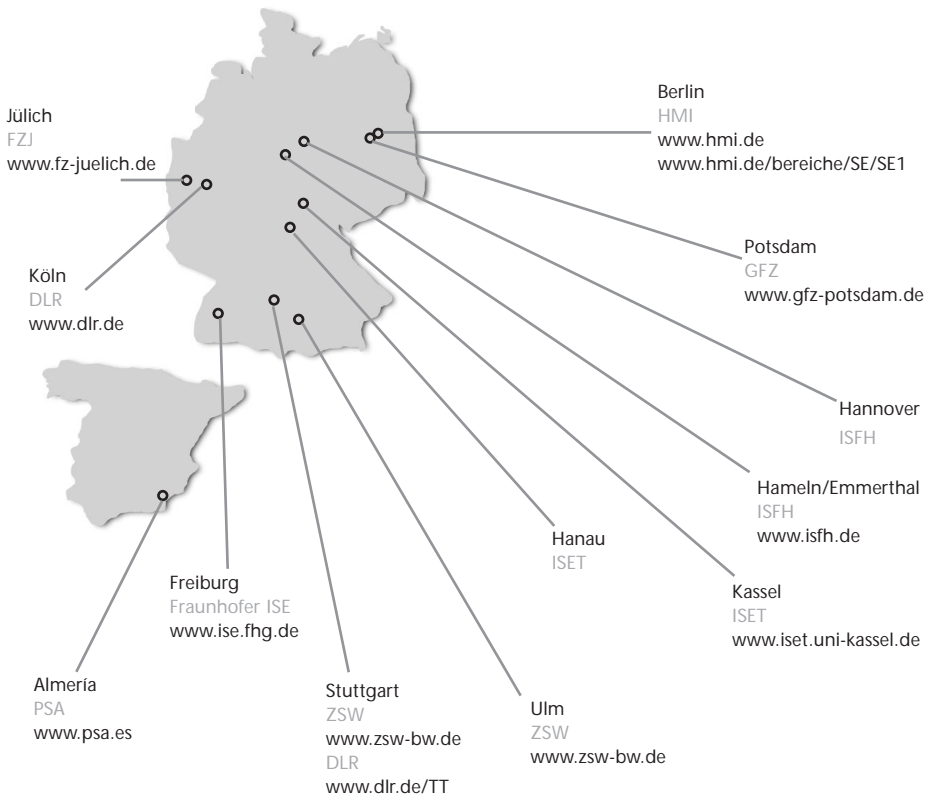 Jülich
FZJ
www.fz-juelich.de
Berlin
HMI
www.hmi.de
www.hmi.de/bereiche/SE/SE1
Köln
DLR
www.dlr.de
Potsdam
GFZ
www.gfz-potsdam.de
Hannover
ISFH
Hameln/Emmerthal
ISFH
www.isfh.de
Hanau
ISET
Kassel
ISET
www.iset.uni-kassel.de
Freiburg
Fraunhofer ISE
www.ise.fhg.de
Almería
PSA
www.psa.es
Stuttgart
ZSW
www.zsw-bw.de
DLR
www.dlr.de/TT
Ulm
ZSW
www.zsw-bw.de